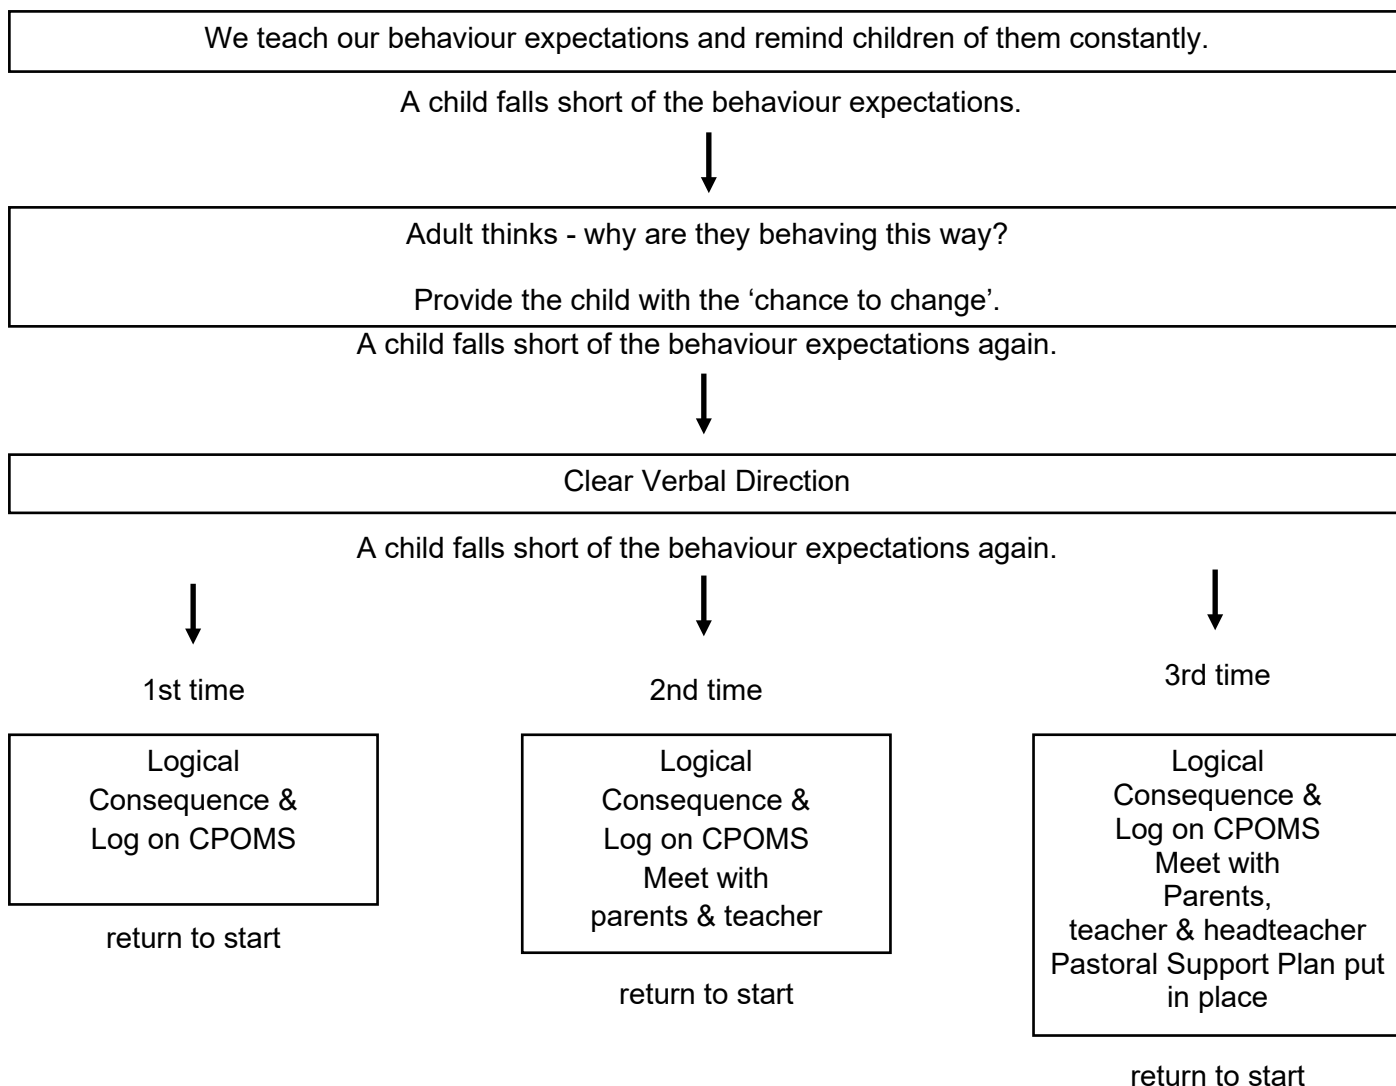 We teach our behaviour expectations and remind children of them constantly.
A child falls short of the behaviour expectations.
Adult thinks - why are they behaving this way?
Provide the child with the ‘chance to change’.
A child falls short of the behaviour expectations again.
Clear Verbal Direction
A child falls short of the behaviour expectations again.
1st time
Logical
Consequence &
Log on CPOMS
return to start
2nd time
Logical
Consequence &
Log on CPOMS
Meet with
parents & teacher
return to start
3rd time
Logical
Consequence &
Log on CPOMS
Meet with
Parents,
teacher & headteacher
Pastoral Support Plan put
in place
return to start